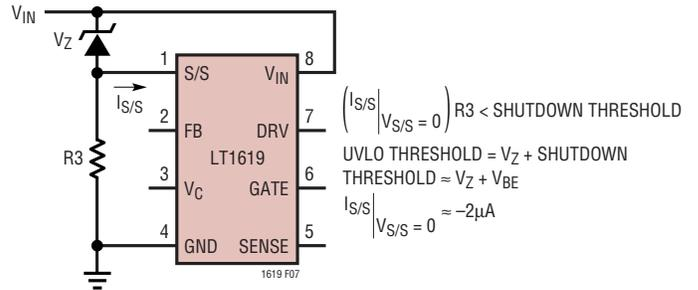 VIN
VZ
IS/S
R3
1 S/S VIN 8
2 FB DRV 7
LT1619
3 VC GATE 6
4 GND SENSE 5
1619 F07
(IS/S|VS/S = 0) R3 < SHUTDOWN THRESHOLD
UVLO THRESHOLD = VZ + SHUTDOWN
THRESHOLD ≈ VZ + VBE
IS/S|VS/S = 0 ≈ –2µA